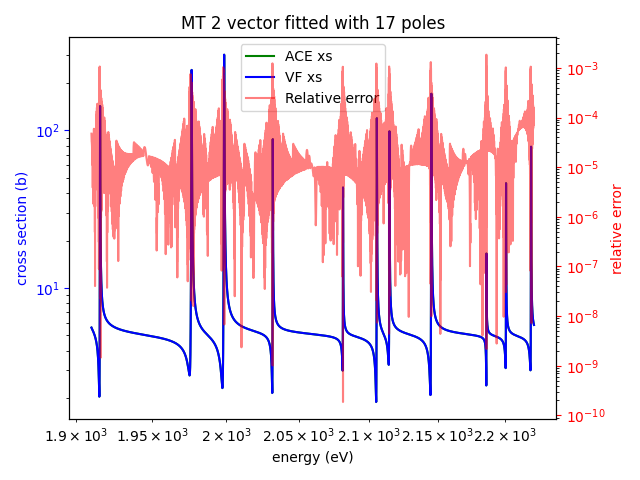 MT 2 vector fitted with 17 poles
ACE xs
VF xs
Relative error
cross section (b)
10²
10¹
10⁻³
10⁻⁴
10⁻⁵
10⁻⁶
10⁻⁷
10⁻⁸
10⁻⁹
10⁻¹⁰
relative error
1.9 × 10³ 1.95 × 10³ 2 × 10³ 2.05 × 10³ 2.1 × 10³ 2.15 × 10³ 2.2 × 10³
energy (eV)